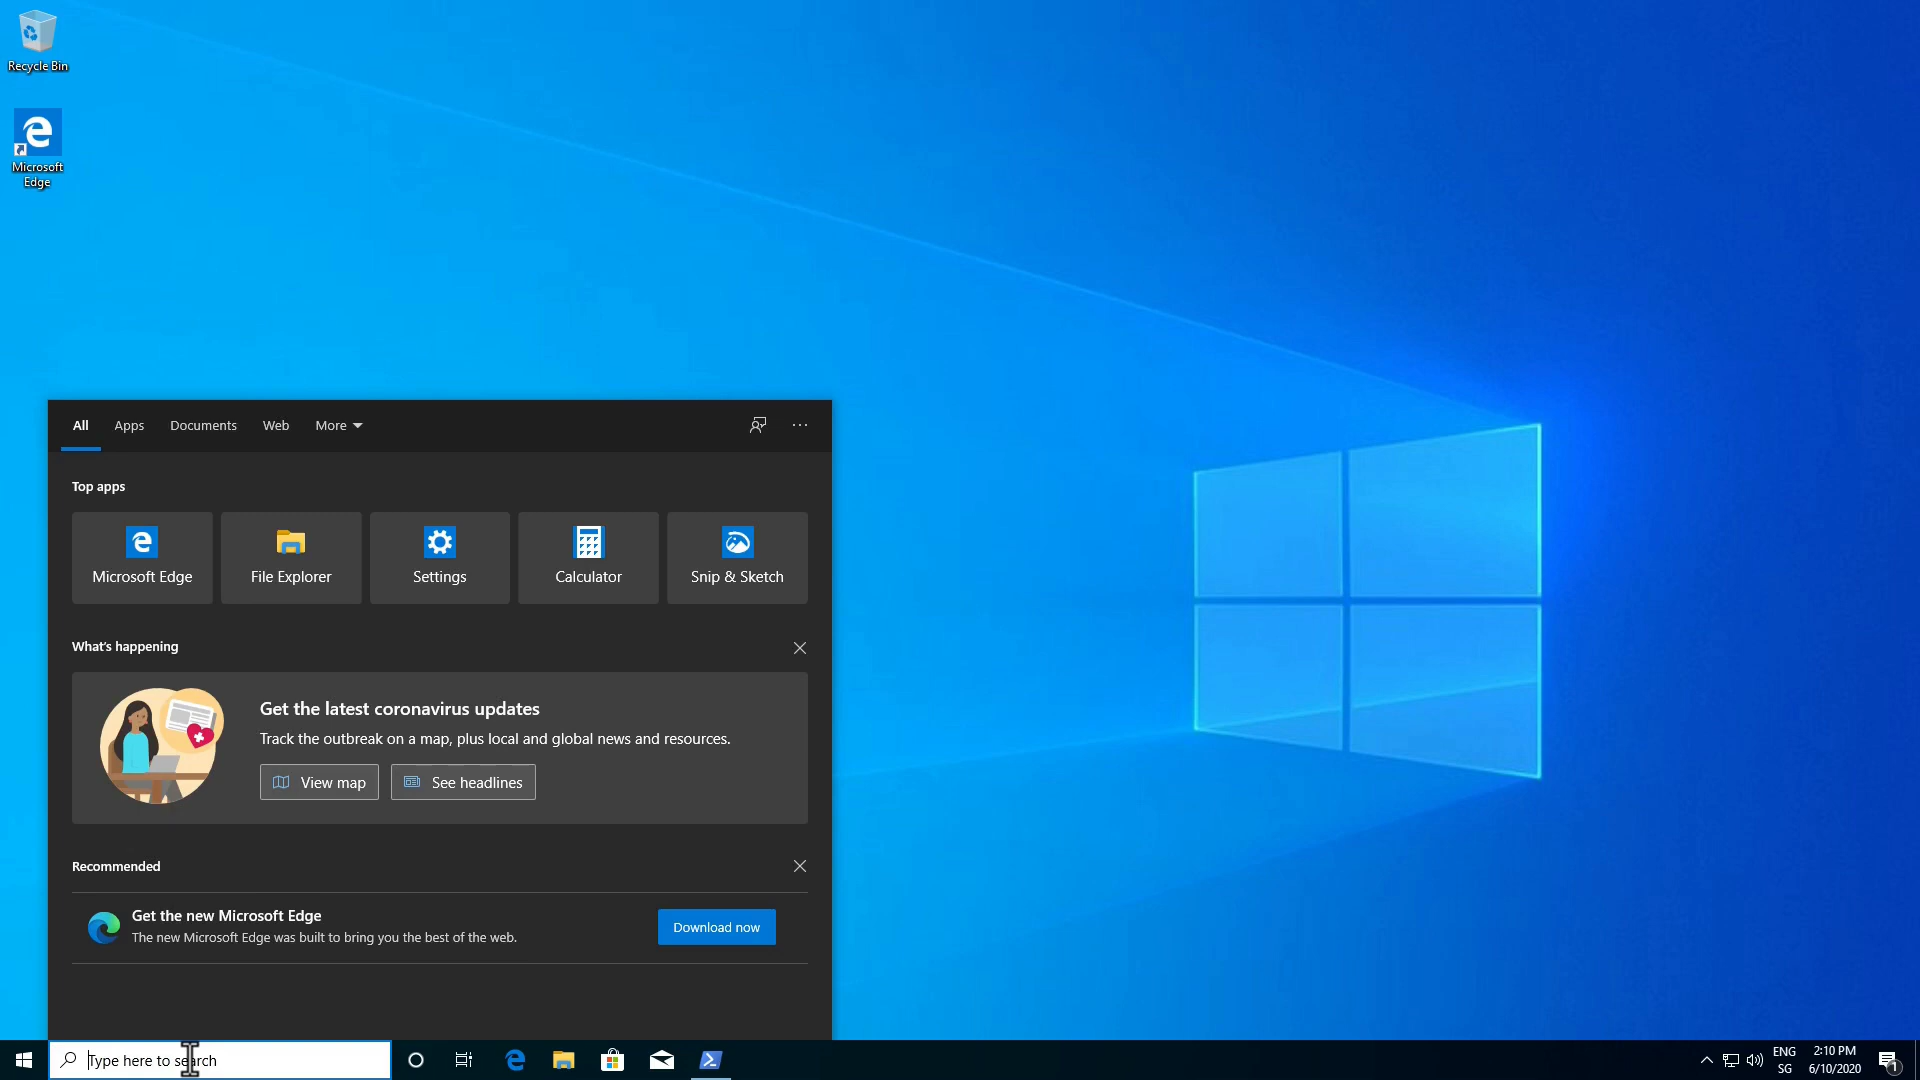 Recycle Bin
Microsoft
Edge
All Apps Documents Web More
Top apps
Microsoft Edge File Explorer Settings Calculator Snip & Sketch
What's happening
Get the latest coronavirus updates
Track the outbreak on a map, plus local and global news and resources.
View map See headlines
Recommended
Get the new Microsoft Edge
The new Microsoft Edge was built to bring you the best of the web.
Download now
Type here to search
ENG
SG
2:10 PM
6/10/2020
1